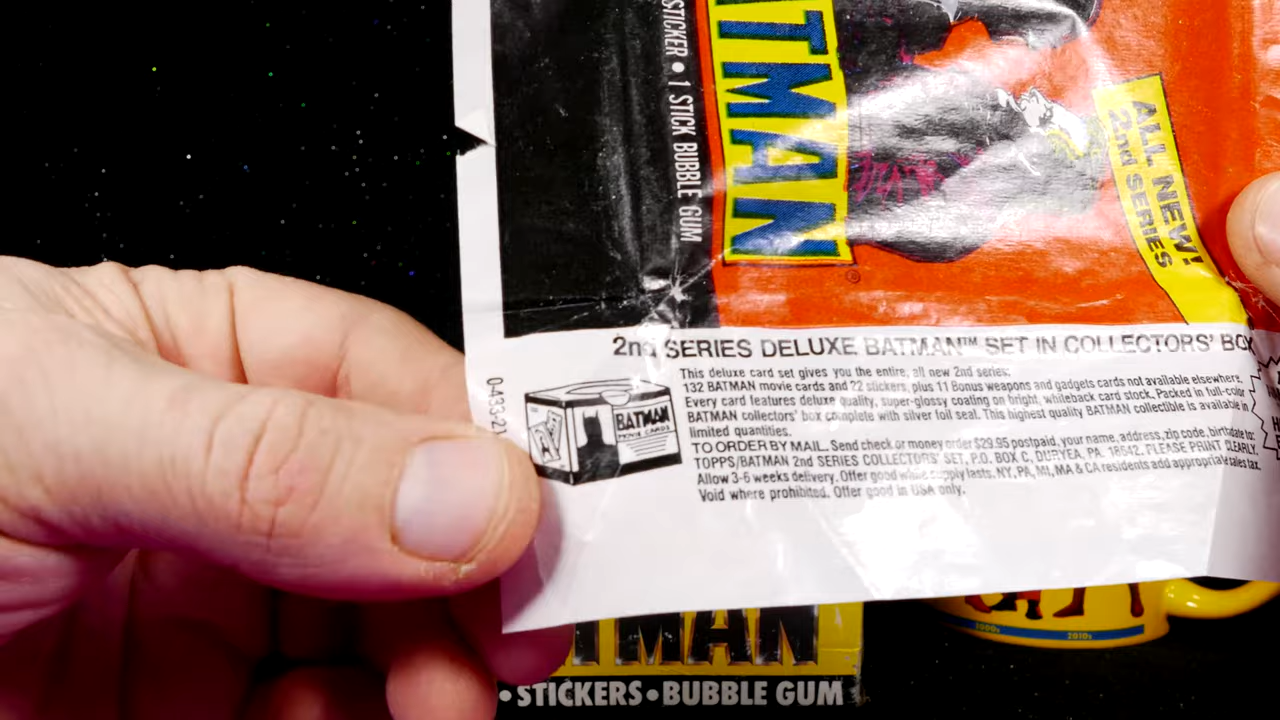 STICKER • 1 STICK BUBBLE GUM
ATMAN
ALL NEW!
2nd SERIES
®
2nd SERIES DELUXE BATMAN™ SET IN COLLECTORS' BOX
This deluxe card set gives you the entire, all new 2nd series:
132 BATMAN movie cards and 22 stickers, plus 11 Bonus weapons and gadgets cards not available elsewhere.
Every card features deluxe quality, super-glossy coating on bright, whiteback card stock. Packed in full-color
BATMAN collectors' box complete with silver foil seal. This highest quality BATMAN collectible is available in
limited quantities.
TO ORDER BY MAIL. Send check or money order $29.95 postpaid, your name, address, zip code, birthdate to:
TOPPS/BATMAN 2nd SERIES COLLECTORS' SET, P.O. BOX C, DURYEA, PA. 18642. PLEASE PRINT CLEARLY.
Allow 3-6 weeks delivery. Offer good while supply lasts. NY, PA, MI, MA & CA residents add appropriate sales tax.
Void where prohibited. Offer good in USA only.
0-493-21
BATMAN
MOVIE CARDS
TMAN
• STICKERS • BUBBLE GUM
2000s
2010s